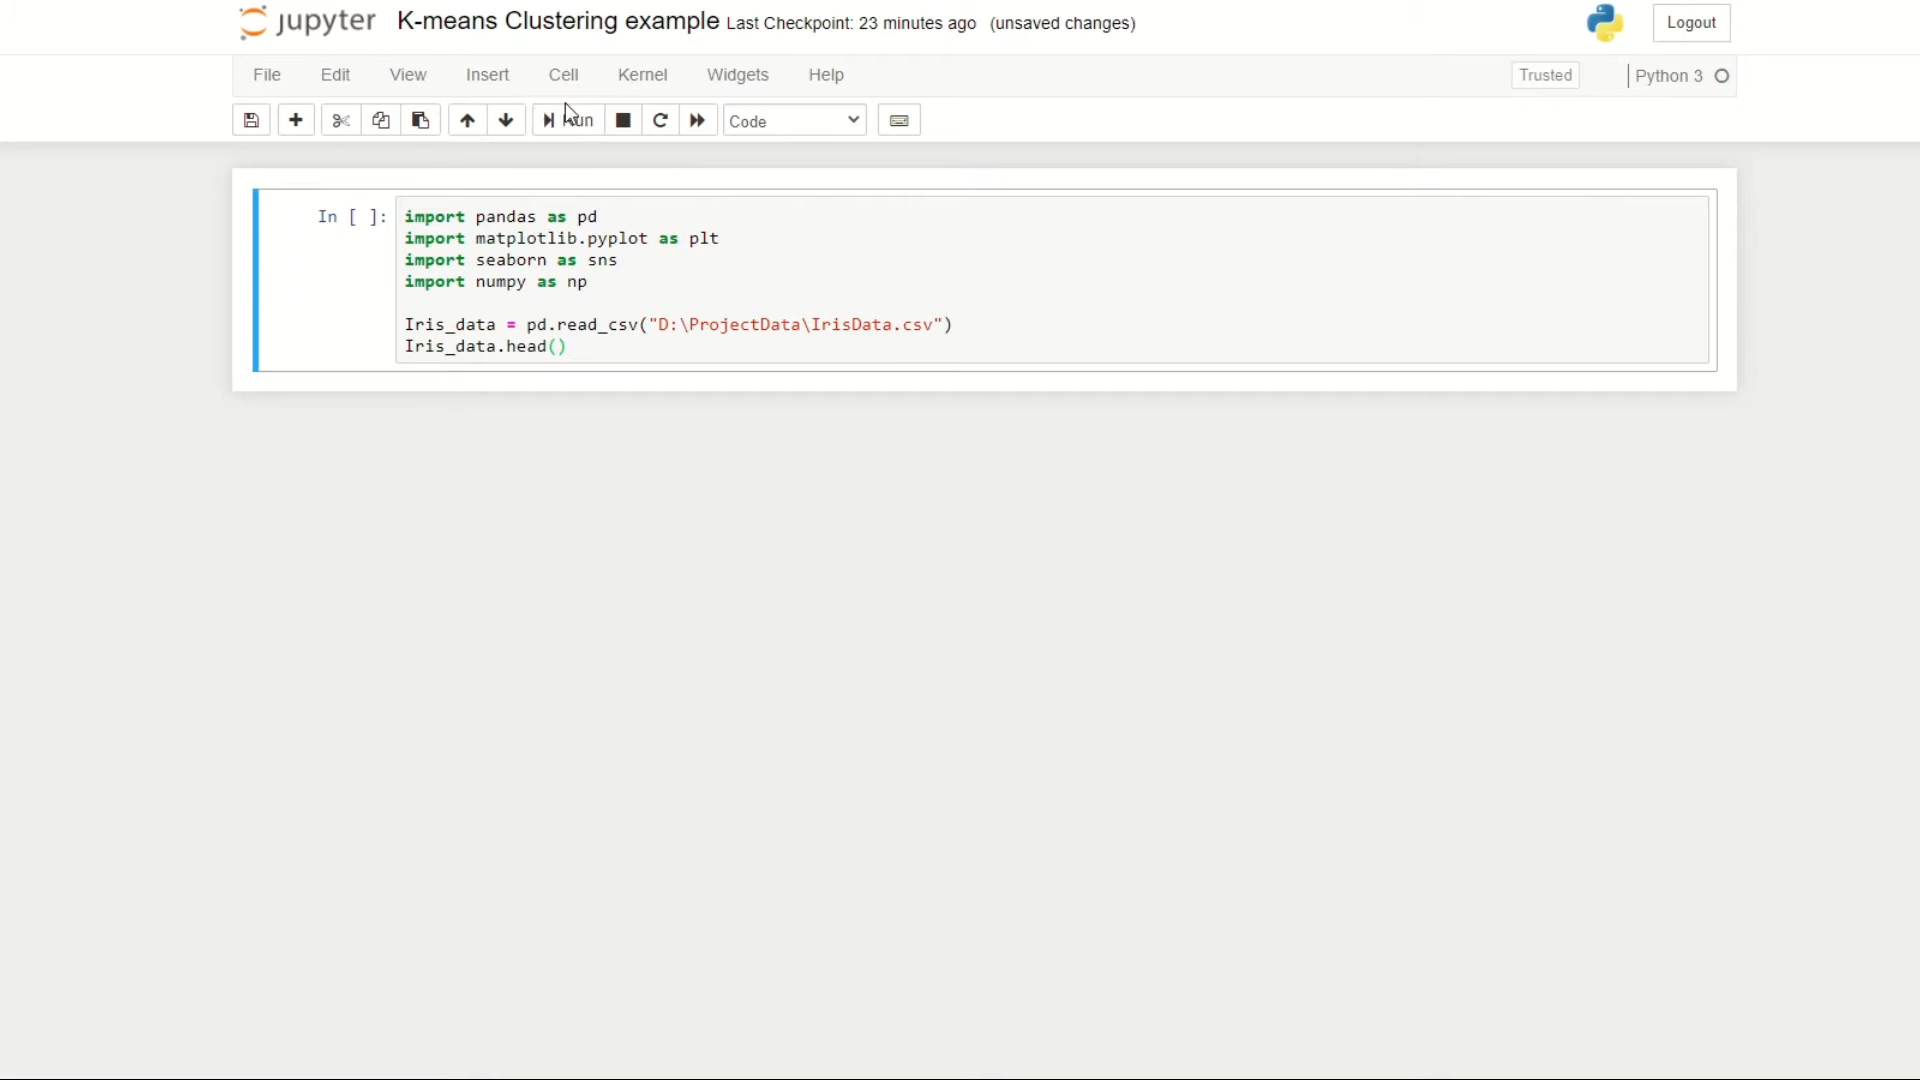 jupyter K-means Clustering example Last Checkpoint: 23 minutes ago (unsaved changes) Logout
File Edit View Insert Cell Kernel Widgets Help Trusted Python 3
Run Code
In [ ]: import pandas as pd
import matplotlib.pyplot as plt
import seaborn as sns
import numpy as np
Iris_data = pd.read_csv("D:\ProjectData\IrisData.csv")
Iris_data.head()